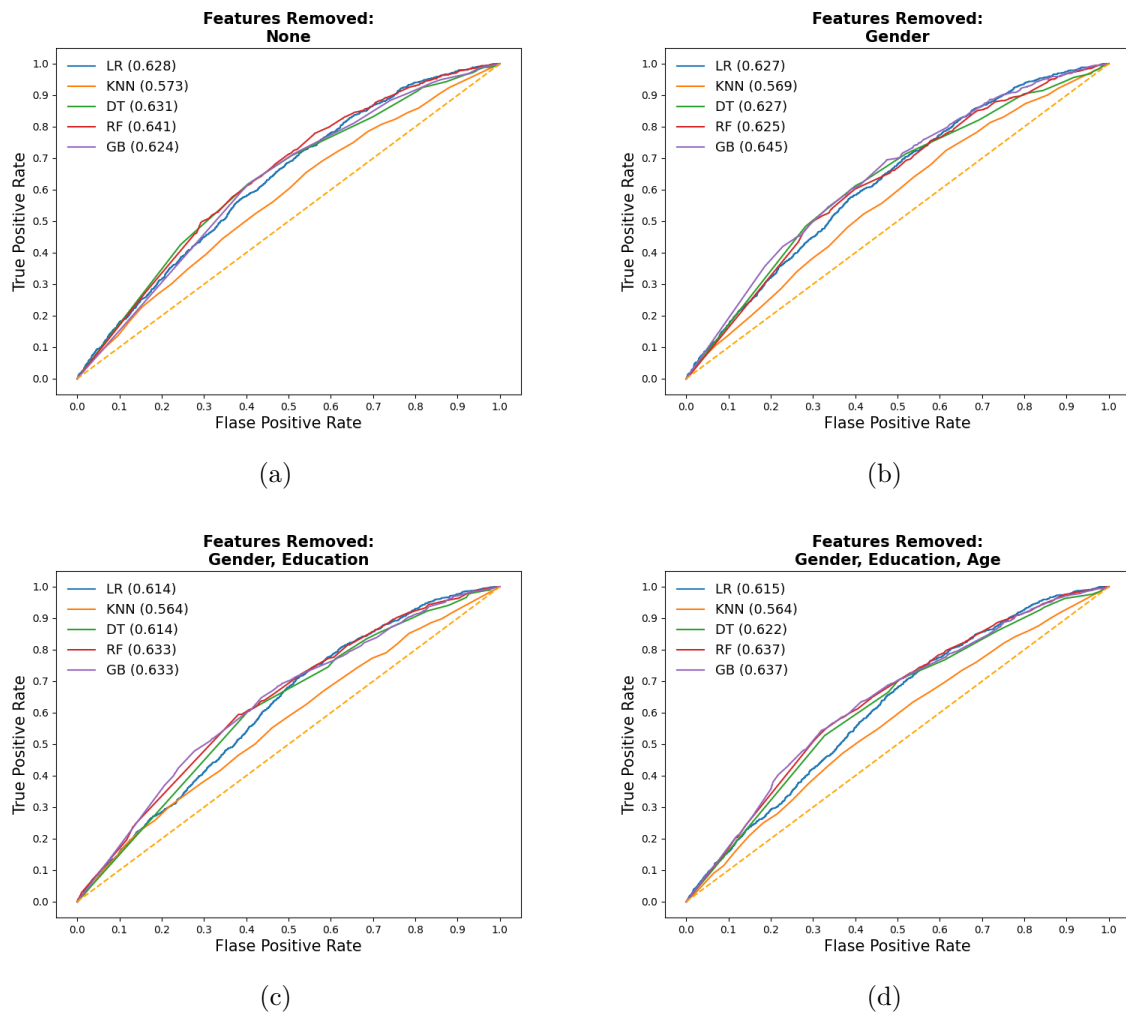 Features Removed:
None
LR (0.628)
KNN (0.573)
DT (0.631)
RF (0.641)
GB (0.624)
1.0
0.9
0.8
0.7
0.6
0.5
0.4
0.3
0.2
0.1
0.0
True Positive Rate
0.0 0.1 0.2 0.3 0.4 0.5 0.6 0.7 0.8 0.9 1.0
Flase Positive Rate
(a)
Features Removed:
Gender
LR (0.627)
KNN (0.569)
DT (0.627)
RF (0.625)
GB (0.645)
1.0
0.9
0.8
0.7
0.6
0.5
0.4
0.3
0.2
0.1
0.0
True Positive Rate
0.0 0.1 0.2 0.3 0.4 0.5 0.6 0.7 0.8 0.9 1.0
Flase Positive Rate
(b)
Features Removed:
Gender, Education
LR (0.614)
KNN (0.564)
DT (0.614)
RF (0.633)
GB (0.633)
1.0
0.9
0.8
0.7
0.6
0.5
0.4
0.3
0.2
0.1
0.0
True Positive Rate
0.0 0.1 0.2 0.3 0.4 0.5 0.6 0.7 0.8 0.9 1.0
Flase Positive Rate
(c)
Features Removed:
Gender, Education, Age
LR (0.615)
KNN (0.564)
DT (0.622)
RF (0.637)
GB (0.637)
1.0
0.9
0.8
0.7
0.6
0.5
0.4
0.3
0.2
0.1
0.0
True Positive Rate
0.0 0.1 0.2 0.3 0.4 0.5 0.6 0.7 0.8 0.9 1.0
Flase Positive Rate
(d)